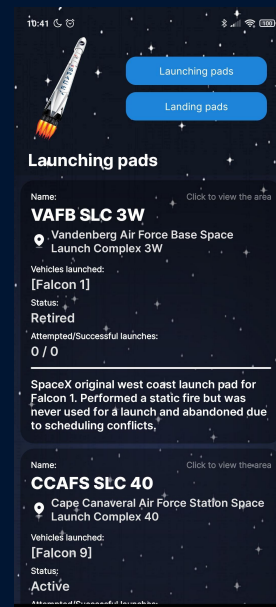 10:41
100
Launching pads
Landing pads
Launching pads
Name:
Click to view the area
VAFB SLC 3W
Vandenberg Air Force Base Space
Launch Complex 3W
Vehicles launched:
[Falcon 1]
Status:
Retired
Attempted/Successful launches:
0 / 0
SpaceX original west coast launch pad for
Falcon 1. Performed a static fire but was
never used for a launch and abandoned due
to scheduling conflicts.
Name:
Click to view the area
CCAFS SLC 40
Cape Canaveral Air Force Station Space
Launch Complex 40
Vehicles launched:
[Falcon 9]
Status:
Active
Attempted/Successful launches: